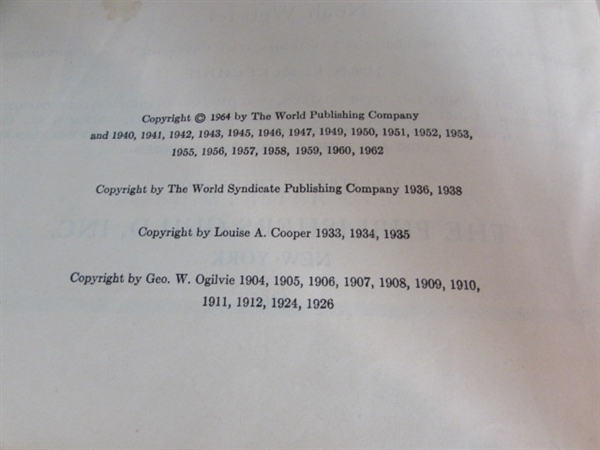 Copyright © 1964 by The World Publishing Company
and 1940, 1941, 1942, 1943, 1945, 1946, 1947, 1949, 1950, 1951, 1952, 1953,
1955, 1956, 1957, 1958, 1959, 1960, 1962
Copyright by The World Syndicate Publishing Company 1936, 1938
Copyright by Louise A. Cooper 1933, 1934, 1935
Copyright by Geo. W. Ogilvie 1904, 1905, 1906, 1907, 1908, 1909, 1910,
1911, 1912, 1924, 1926